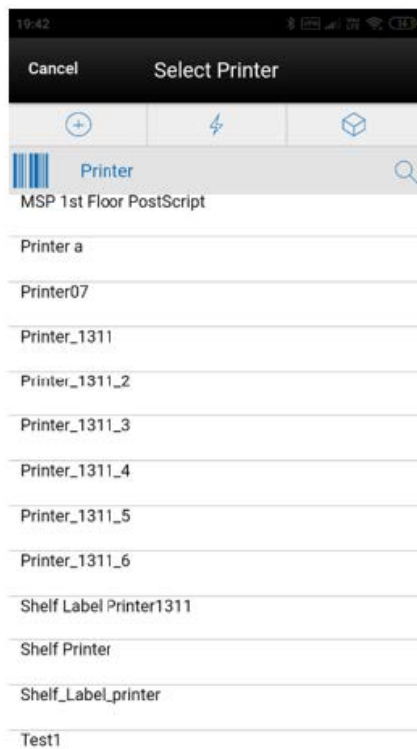 19:42
Cancel Select Printer
Printer
MSP 1st Floor PostScript
Printer a
Printer07
Printer_1311
Printer_1311_2
Printer_1311_3
Printer_1311_4
Printer_1311_5
Printer_1311_6
Shelf Label Printer1311
Shelf Printer
Shelf_Label_printer
Test1